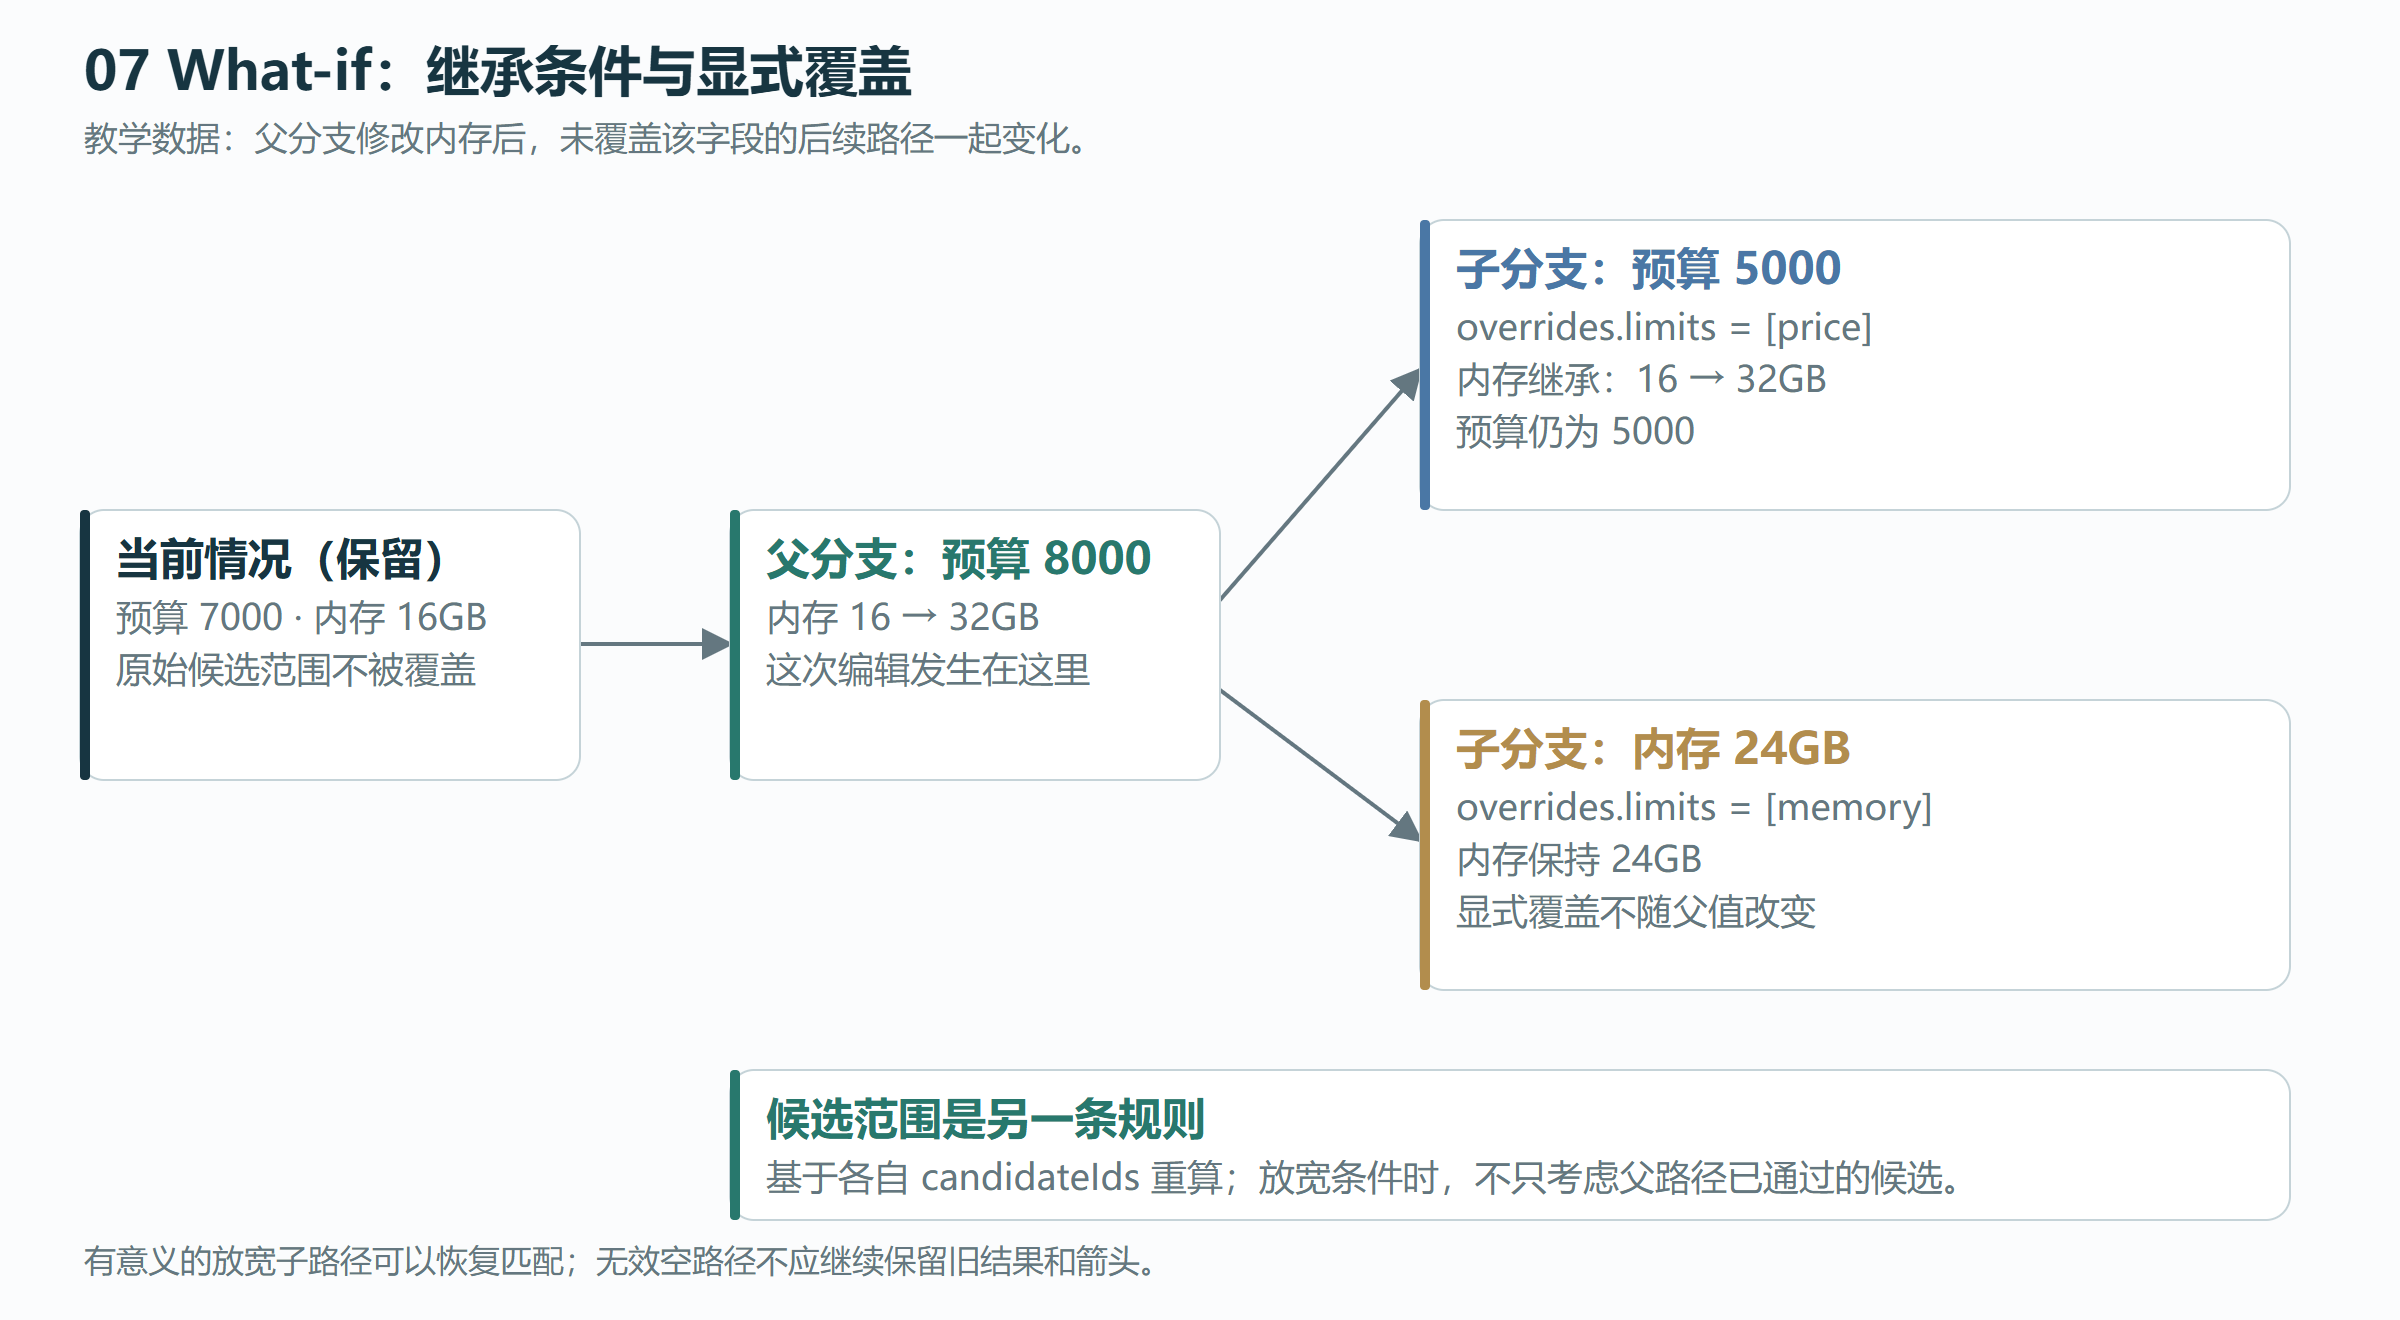 07 What-if：继承条件与显式覆盖
教学数据：父分支修改内存后，未覆盖该字段的后续路径一起变化。
当前情况（保留）
预算 7000 · 内存 16GB
原始候选范围不被覆盖
父分支：预算 8000
内存 16 → 32GB
这次编辑发生在这里
子分支：预算 5000
overrides.limits = [price]
内存继承：16 → 32GB
预算仍为 5000
子分支：内存 24GB
overrides.limits = [memory]
内存保持 24GB
显式覆盖不随父值改变
候选范围是另一条规则
基于各自 candidateIds 重算；放宽条件时，不只考虑父路径已通过的候选。
有意义的放宽子路径可以恢复匹配；无效空路径不应继续保留旧结果和箭头。